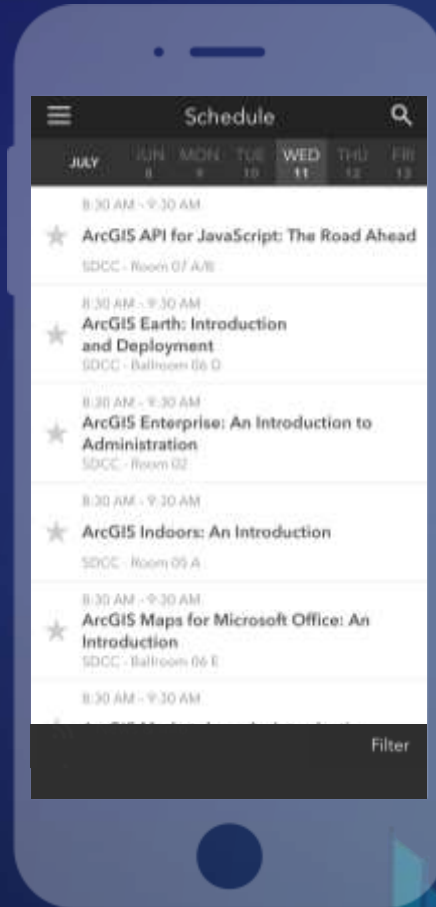 Schedule
JULY SUN MON TUE WED THU FRI
8 9 10 11 12 13
8:30 AM - 9:30 AM
ArcGIS API for JavaScript: The Road Ahead
SDCC - Room 07 A/B
8:30 AM - 9:30 AM
ArcGIS Earth: Introduction
and Deployment
SDCC - Ballroom 06 D
8:30 AM - 9:30 AM
ArcGIS Enterprise: An Introduction to
Administration
SDCC - Room 02
8:30 AM - 9:30 AM
ArcGIS Indoors: An Introduction
SDCC - Room 05 A
8:30 AM - 9:30 AM
ArcGIS Maps for Microsoft Office: An
Introduction
SDCC - Ballroom 06 E
8:30 AM - 9:30 AM
Filter